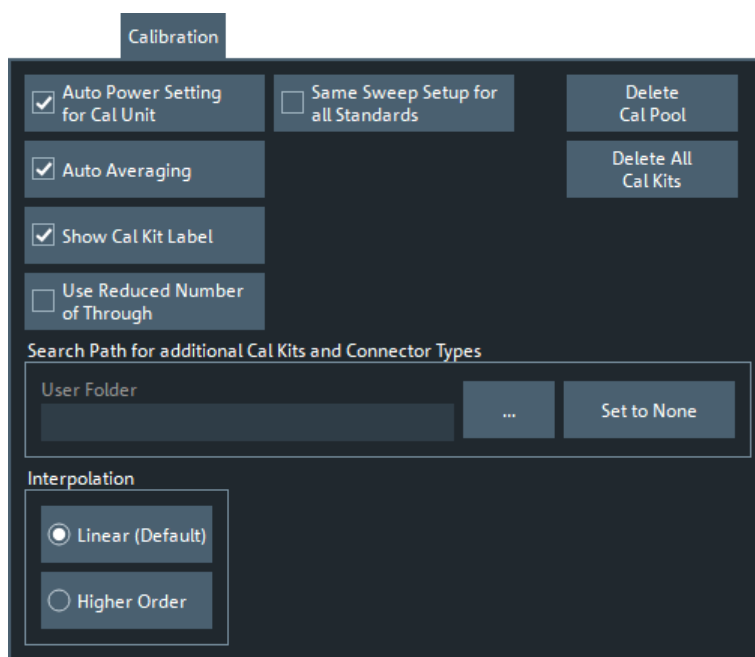 Calibration
Auto Power Setting
for Cal Unit
Same Sweep Setup for
all Standards
Delete
Cal Pool
Auto Averaging
Delete All
Cal Kits
Show Cal Kit Label
Use Reduced Number
of Through
Search Path for additional Cal Kits and Connector Types
User Folder
...
Set to None
Interpolation
Linear (Default)
Higher Order